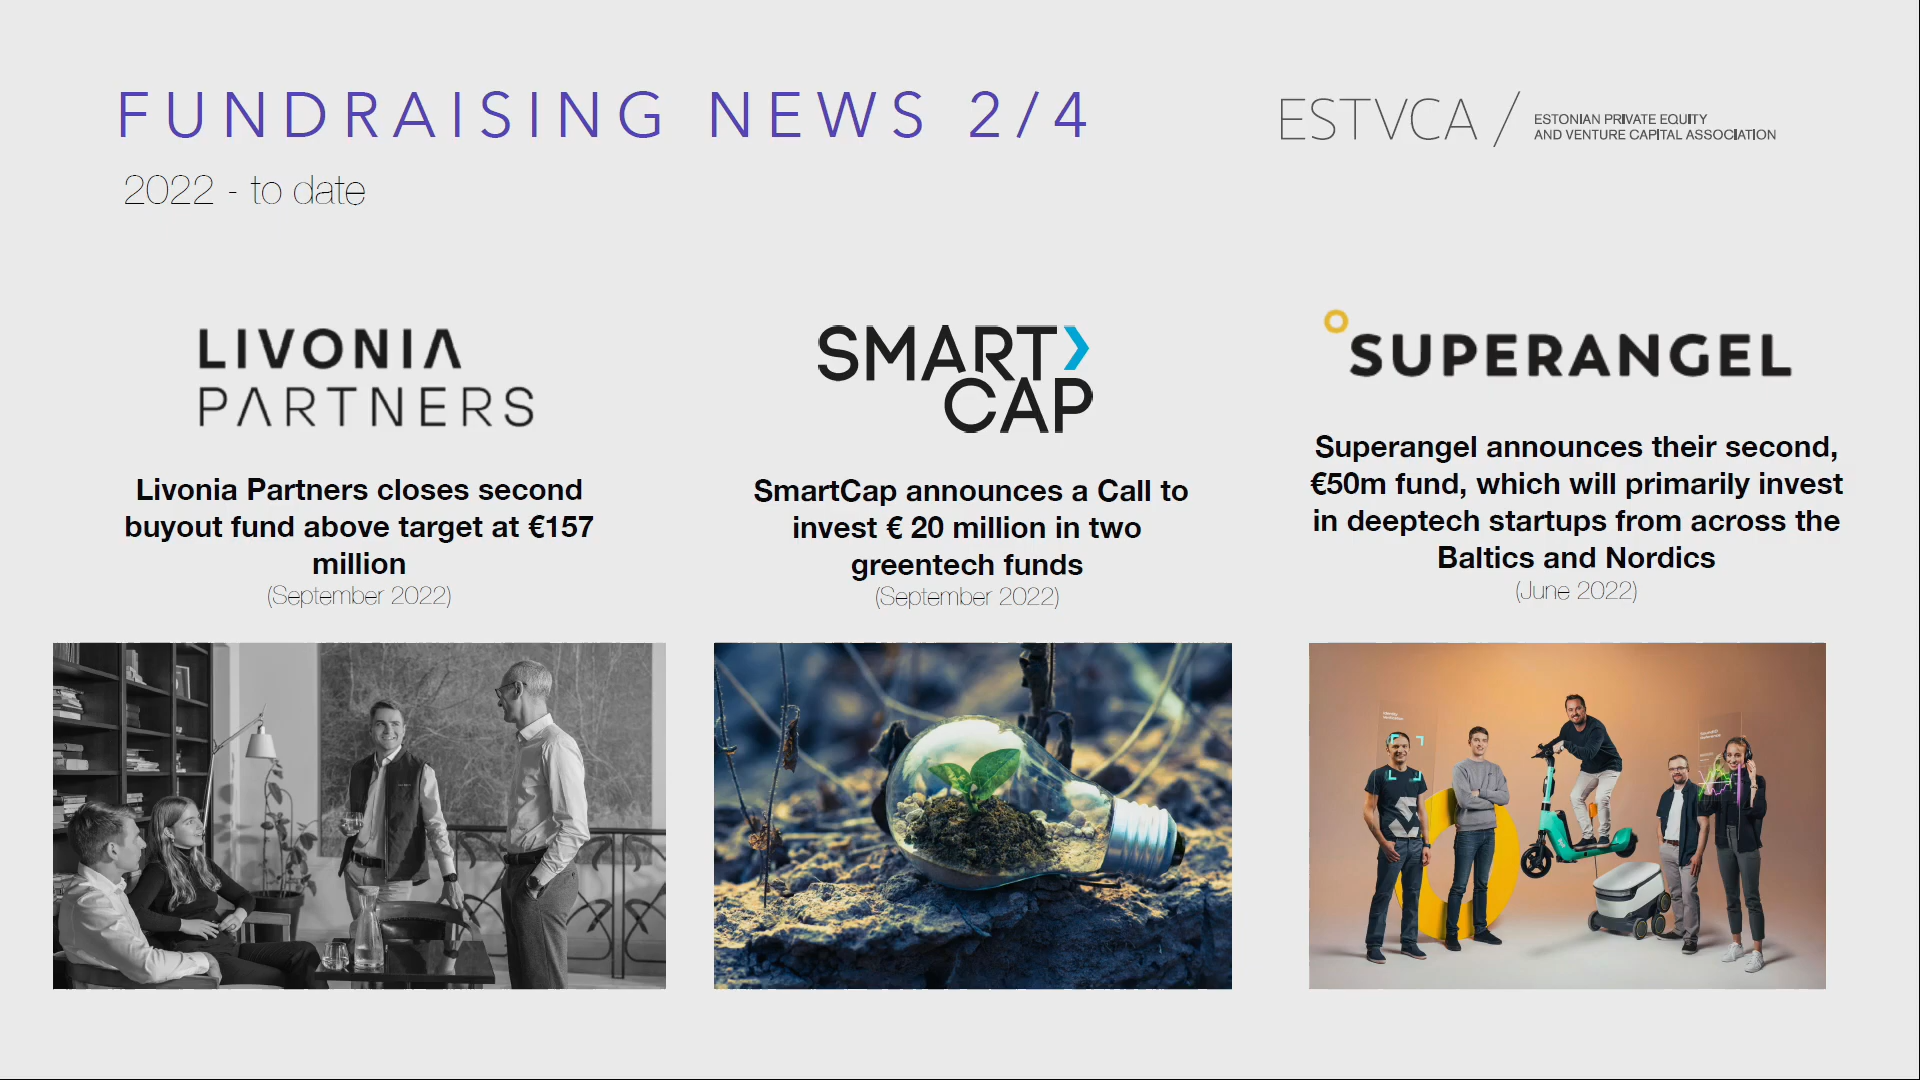 FUNDRAISING NEWS 2/4
2022 - to date
ESTVCA /
ESTONIAN PRIVATE EQUITY
AND VENTURE CAPITAL ASSOCIATION
LIVONIA
PARTNERS
Livonia Partners closes second
buyout fund above target at €157
million
(September 2022)
SMART
CAP
SmartCap announces a Call to
invest € 20 million in two
greentech funds
(September 2022)
SUPERANGEL
Superangel announces their second,
€50m fund, which will primarily invest
in deeptech startups from across the
Baltics and Nordics
(June 2022)